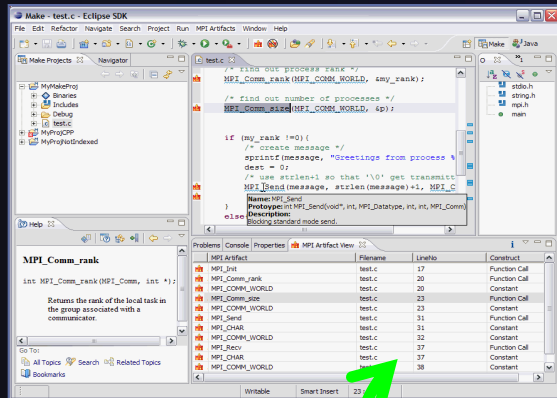 Make - test.c - Eclipse SDK
File Edit Refactor Navigate Search Project Run MPI Artifacts Window Help
Make
Java
Make Projects Navigator
MyMakeProj
Binaries
Includes
Debug
test.c
MyProjCPP
MyProjNotIndexed
test.c
/* find out process rank */
MPI_Comm_rank(MPI_COMM_WORLD, &my_rank);
/* find out number of processes */
MPI_Comm_size(MPI_COMM_WORLD, &p);
if (my_rank !=0){
/* create message */
sprintf(message, "Greetings from process %
dest = 0;
/* use strlen+1 so that '\0' get transmitt
MPI_Send(message, strlen(message)+1, MPI_C
}
else
Name: MPI_Send
Protoype: int MPI_Send(void*, int, MPI_Datatype, int, int, MPI_Comm)
Description:
Blocking standard mode send.
stdio.h
string.h
mpi.h
main
Help
MPI_Comm_rank
int MPI_Comm_rank(MPI_Comm, int *);
Returns the rank of the local task in
the group associated with a
communicator.
Go To:
All Topics Search Related Topics
Bookmarks
Problems Console Properties MPI Artifact View
MPI Artifact Filename LineNo Construct
MPI_Init test.c 17 Function Call
MPI_Comm_rank test.c 20 Function Call
MPI_COMM_WORLD test.c 20 Constant
MPI_Comm_size test.c 23 Function Call
MPI_COMM_WORLD test.c 23 Constant
MPI_Send test.c 31 Function Call
MPI_CHAR test.c 31 Constant
MPI_COMM_WORLD test.c 32 Constant
MPI_Recv test.c 37 Function Call
MPI_CHAR test.c 37 Constant
MPI_COMM_WORLD test.c 38 Constant
Writable Smart Insert 23